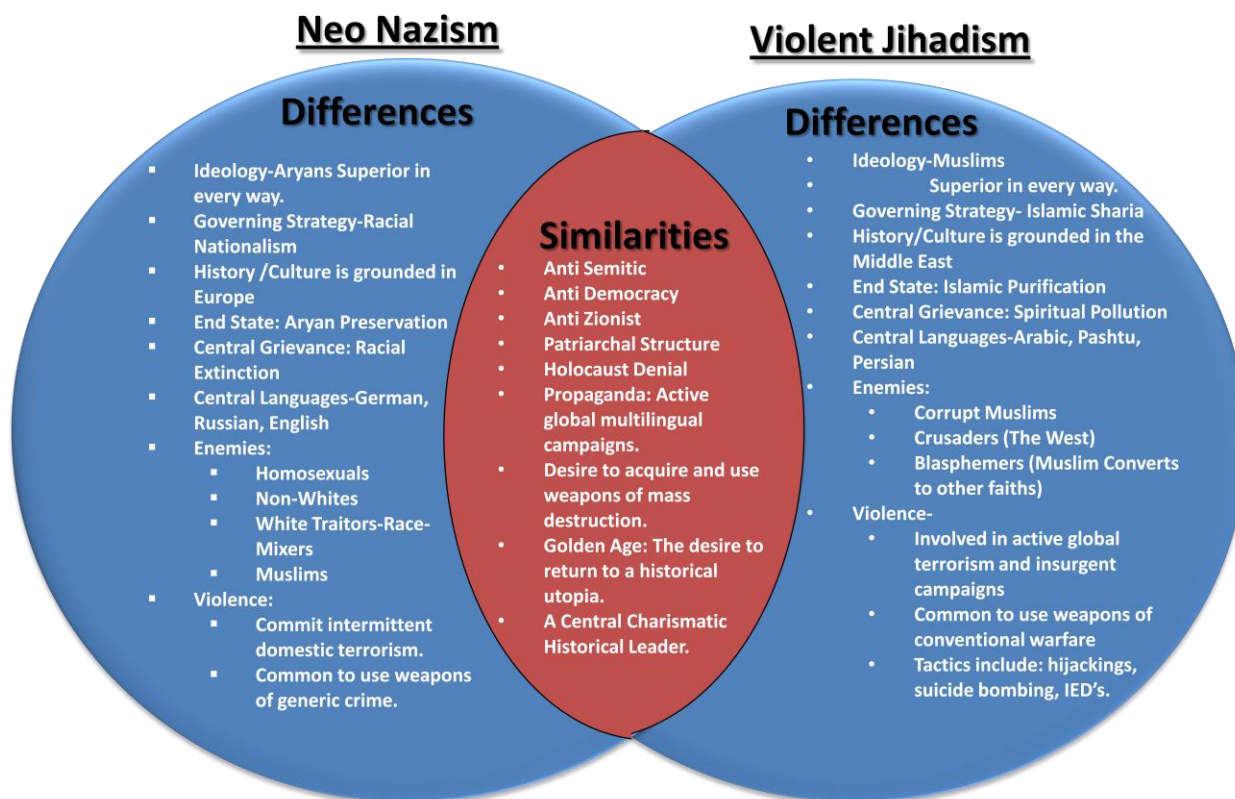 Neo Nazism
Differences
Ideology-Aryans Superior in
every way.
Governing Strategy-Racial
Nationalism
History /Culture is grounded in
Europe
End State: Aryan Preservation
Central Grievance: Racial
Extinction
Central Languages-German,
Russian, English
Enemies:
Homosexuals
Non-Whites
White Traitors-Race-
Mixers
Muslims
Violence:
Commit intermittent
domestic terrorism.
Common to use weapons
of generic crime.
Similarities
Anti Semitic
Anti Democracy
Anti Zionist
Patriarchal Structure
Holocaust Denial
Propaganda: Active
global multilingual
campaigns.
Desire to acquire and use
weapons of mass
destruction.
Golden Age: The desire to
return to a historical
utopia.
A Central Charismatic
Historical Leader.
Violent Jihadism
Differences
Ideology-Muslims
Superior in every way.
Governing Strategy- Islamic Sharia
History/Culture is grounded in the
Middle East
End State: Islamic Purification
Central Grievance: Spiritual Pollution
Central Languages-Arabic, Pashtu,
Persian
Enemies:
Corrupt Muslims
Crusaders (The West)
Blasphemers (Muslim Converts
to other faiths)
Violence-
Involved in active global
terrorism and insurgent
campaigns
Common to use weapons of
conventional warfare
Tactics include: hijackings,
suicide bombing, IED’s.